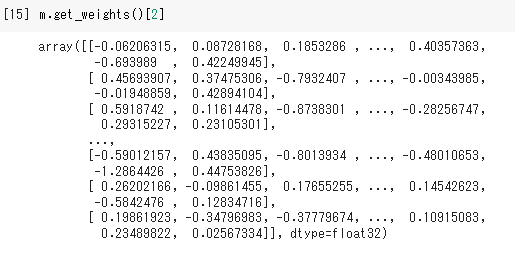 [15] m.get_weights()[2]
array([[-0.06206315, 0.08728168, 0.1853286 , ..., 0.40357363,
-0.693989 , 0.42249945],
[ 0.45693907, 0.37475306, -0.7932407 , ..., -0.00343985,
-0.01948859, 0.42894104],
[ 0.5918742 , 0.11614478, -0.8738301 , ..., -0.28256747,
0.29315227, 0.23105301],
...,
[-0.59012157, 0.43835095, -0.8013934 , ..., -0.48010653,
-1.2864426 , 0.44753826],
[ 0.26202166, -0.09861455, 0.17655255, ..., 0.14542623,
-0.5842476 , 0.12834716],
[ 0.19861923, -0.34796983, -0.37779674, ..., 0.10915083,
0.23489822, 0.02567334]], dtype=float32)